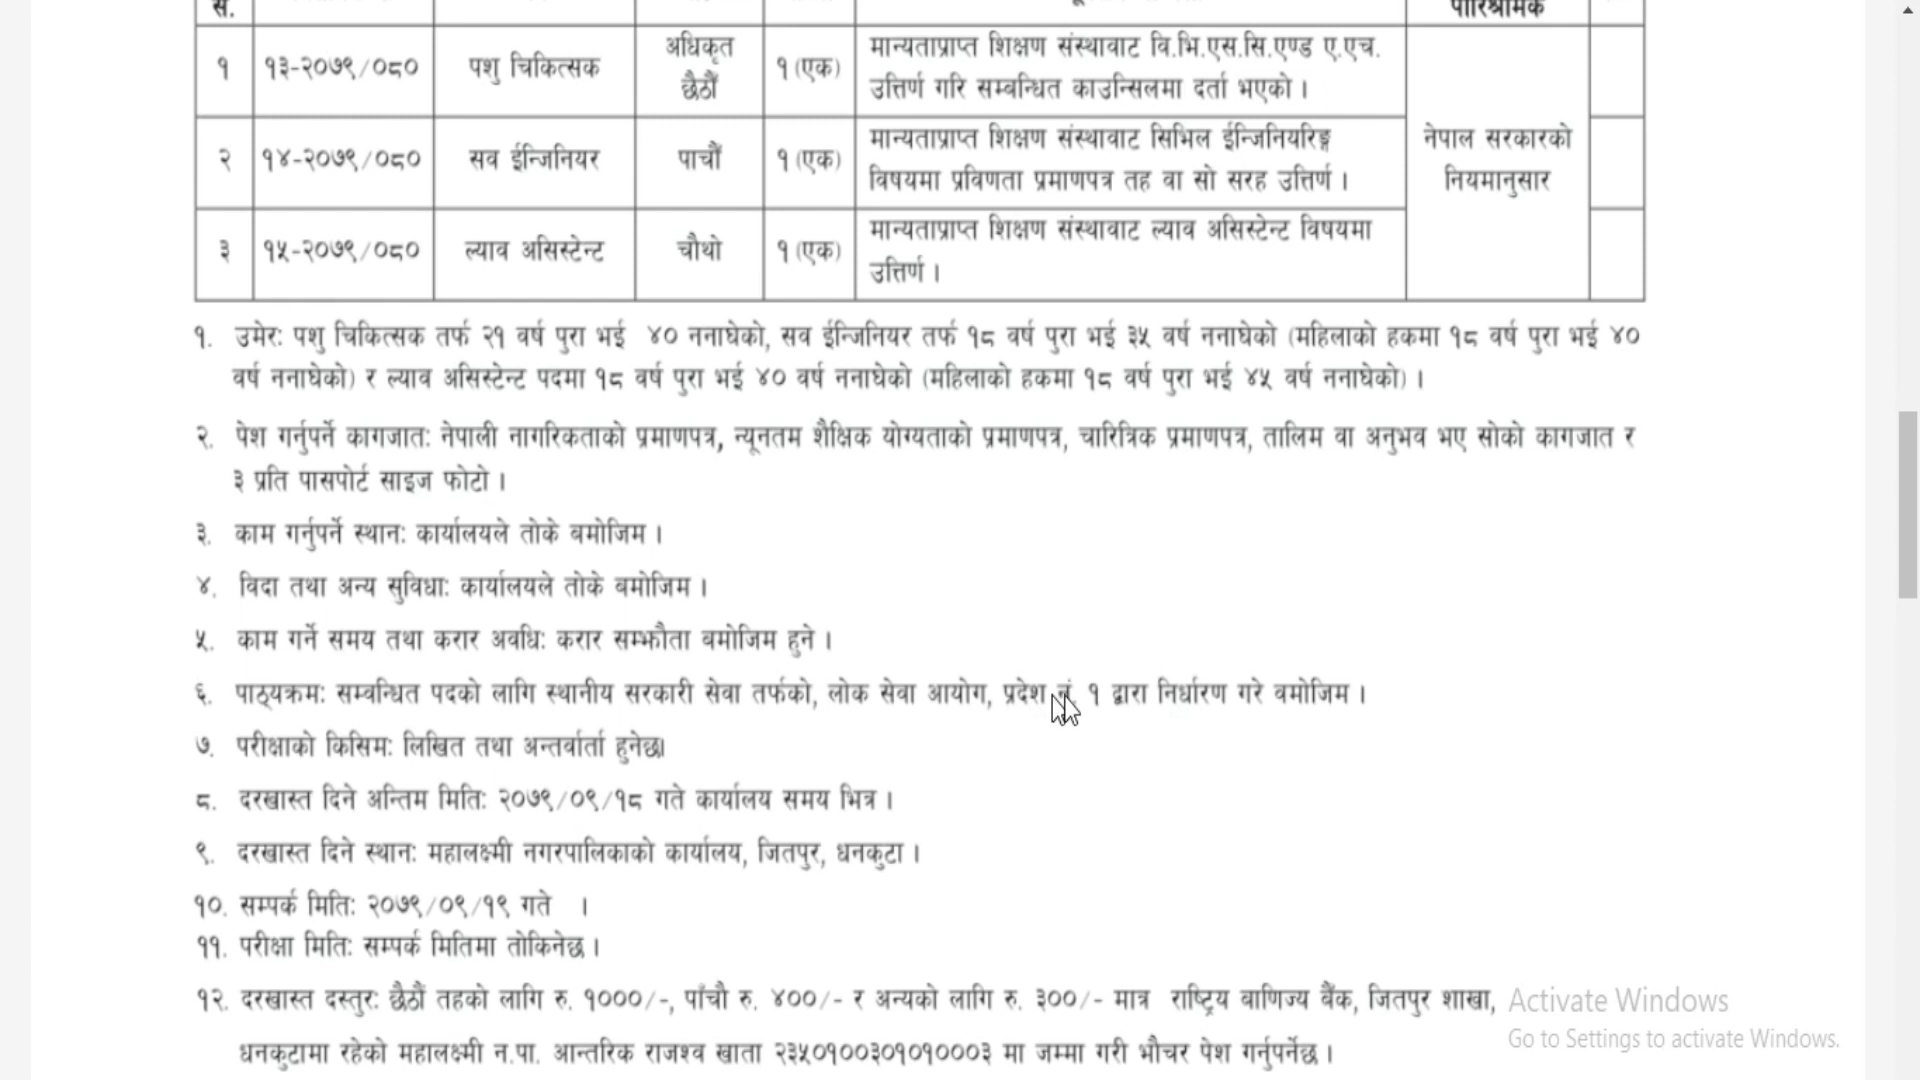 सं. पारिश्रमिक
१ १३-२०७९/०८० पशु चिकित्सक अधिकृत छैठौं १ (एक) मान्यताप्राप्त शिक्षण संस्थावाट वि.भि.एस.सि.एण्ड ए.एच. उत्तिर्ण गरि सम्बन्धित काउन्सिलमा दर्ता भएको ।
२ १४-२०७९/०८० सव ईन्जिनियर पाचौं १ (एक) मान्यताप्राप्त शिक्षण संस्थावाट सिभिल ईन्जिनियरिङ्ग विषयमा प्रविणता प्रमाणपत्र तह वा सो सरह उत्तिर्ण । नेपाल सरकारको नियमानुसार
३ १५-२०७९/०८० ल्याव असिस्टेन्ट चौथो १ (एक) मान्यताप्राप्त शिक्षण संस्थावाट ल्याव असिस्टेन्ट विषयमा उत्तिर्ण ।
१. उमेर: पशु चिकित्सक तर्फ २१ वर्ष पुरा भई ४० ननाघेको, सव ईन्जिनियर तर्फ १८ वर्ष पुरा भई ३५ वर्ष ननाघेको (महिलाको हकमा १८ वर्ष पुरा भई ४०
वर्ष ननाघेको) र ल्याव असिस्टेन्ट पदमा १८ वर्ष पुरा भई ४० वर्ष ननाघेको (महिलाको हकमा १८ वर्ष पुरा भई ४५ वर्ष ननाघेको) ।
२. पेश गर्नुपर्ने कागजात: नेपाली नागरिकताको प्रमाणपत्र, न्यूनतम शैक्षिक योग्यताको प्रमाणपत्र, चारित्रिक प्रमाणपत्र, तालिम वा अनुभव भए सोको कागजात र
३ प्रति पासपोर्ट साइज फोटो ।
३. काम गर्नुपर्ने स्थान: कार्यालयले तोके बमोजिम ।
४. विदा तथा अन्य सुविधा: कार्यालयले तोके बमोजिम ।
५. काम गर्ने समय तथा करार अवधि: करार सम्झौता बमोजिम हुने ।
६. पाठ्यक्रम: सम्वन्धित पदको लागि स्थानीय सरकारी सेवा तर्फको, लोक सेवा आयोग, प्रदेश नं. १ द्वारा निर्धारण गरे बमोजिम ।
७. परीक्षाको किसिम: लिखित तथा अन्तर्वार्ता हुनेछ।
८. दरखास्त दिने अन्तिम मिति: २०७९/०९/१८ गते कार्यालय समय भित्र ।
९. दरखास्त दिने स्थान: महालक्ष्मी नगरपालिकाको कार्यालय, जितपुर, धनकुटा ।
१०. सम्पर्क मिति: २०७९/०९/१९ गते ।
११. परीक्षा मिति: सम्पर्क मितिमा तोकिनेछ ।
१२. दरखास्त दस्तुर: छैठौं तहको लागि रु. १०००/-, पाँचौ रु. ४००/- र अन्यको लागि रु. ३००/- मात्र राष्ट्रिय बाणिज्य बैंक, जितपुर शाखा,
धनकुटामा रहेको महालक्ष्मी न.पा. आन्तरिक राजश्व खाता २३५०१००३०१०१०००३ मा जम्मा गरी भौचर पेश गर्नुपर्नेछ ।
Activate Windows
Go to Settings to activate Windows.